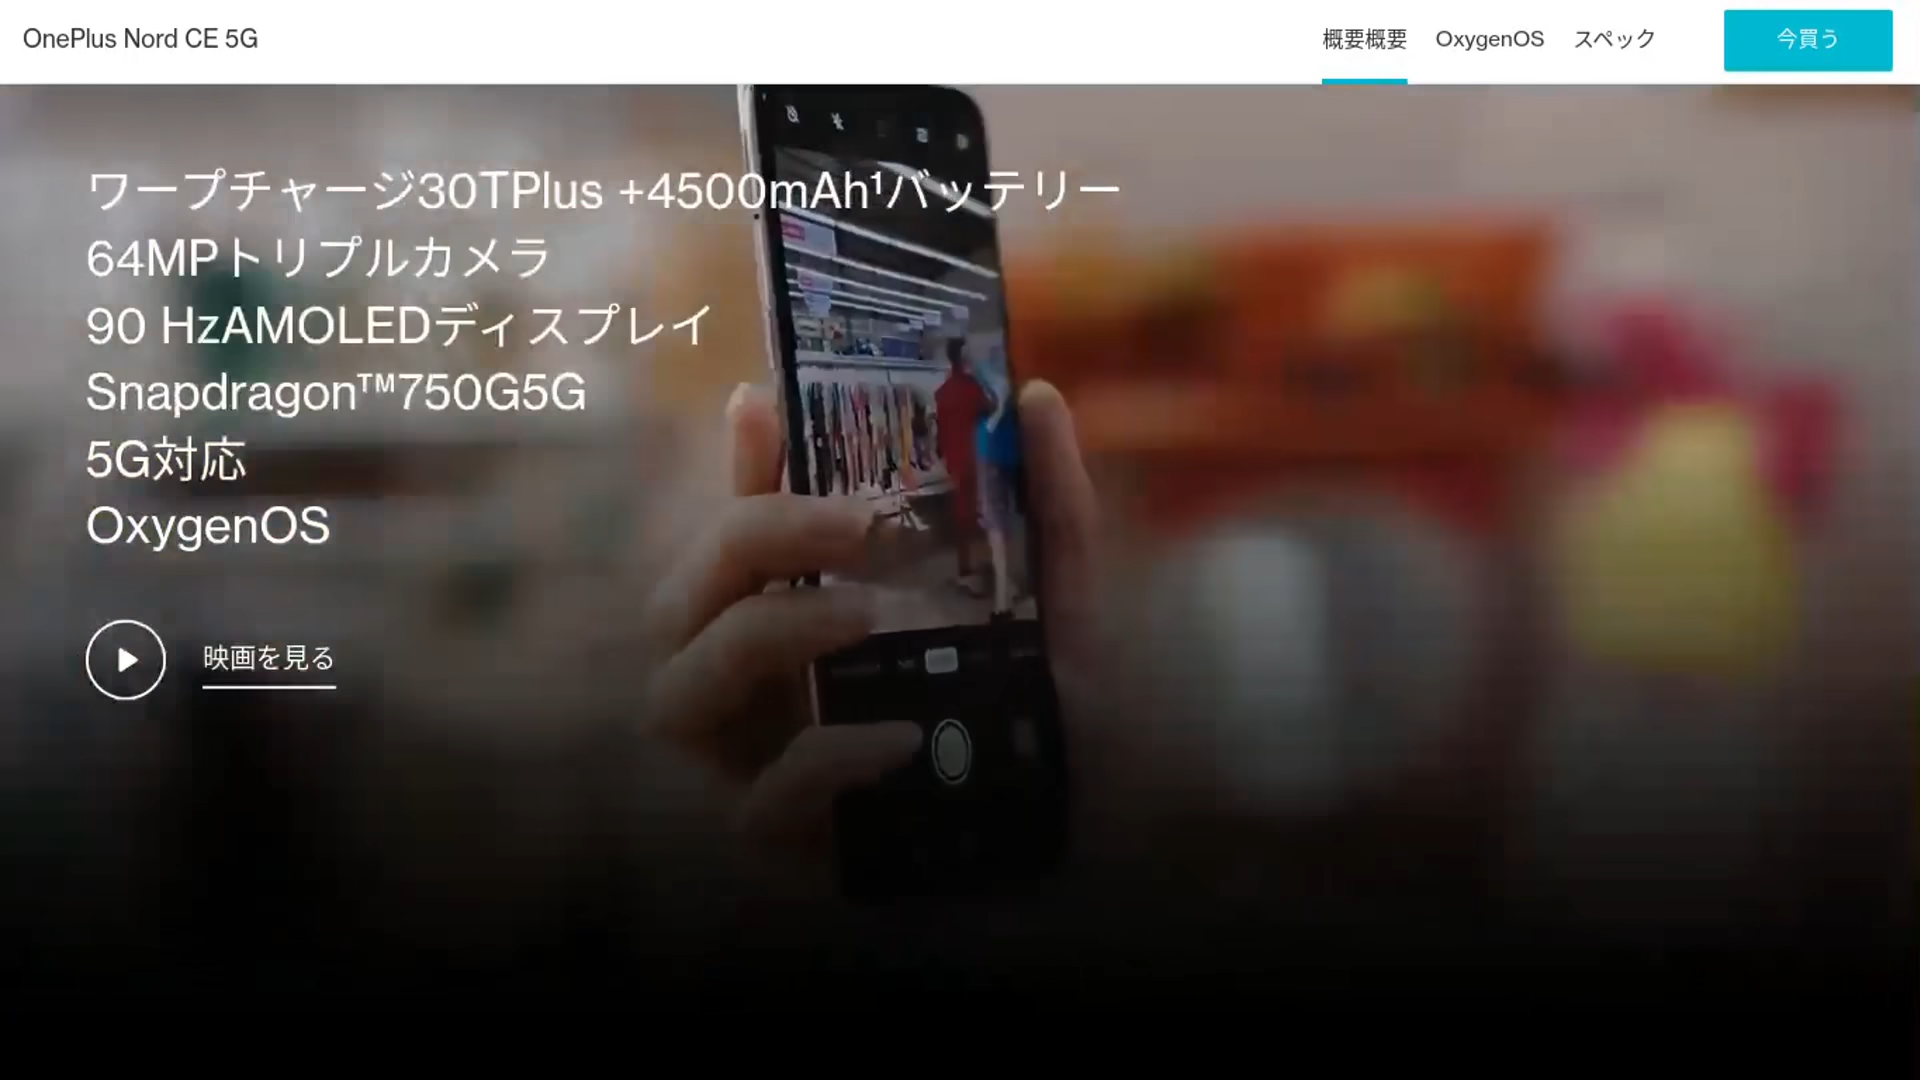 OnePlus Nord CE 5G
概要概要 OxygenOS スペック 今買う
ワープチャージ30TPlus +4500mAh¹バッテリー
64MPトリプルカメラ
90 HzAMOLEDディスプレイ
Snapdragon™750G5G
5G対応
OxygenOS
映画を見る